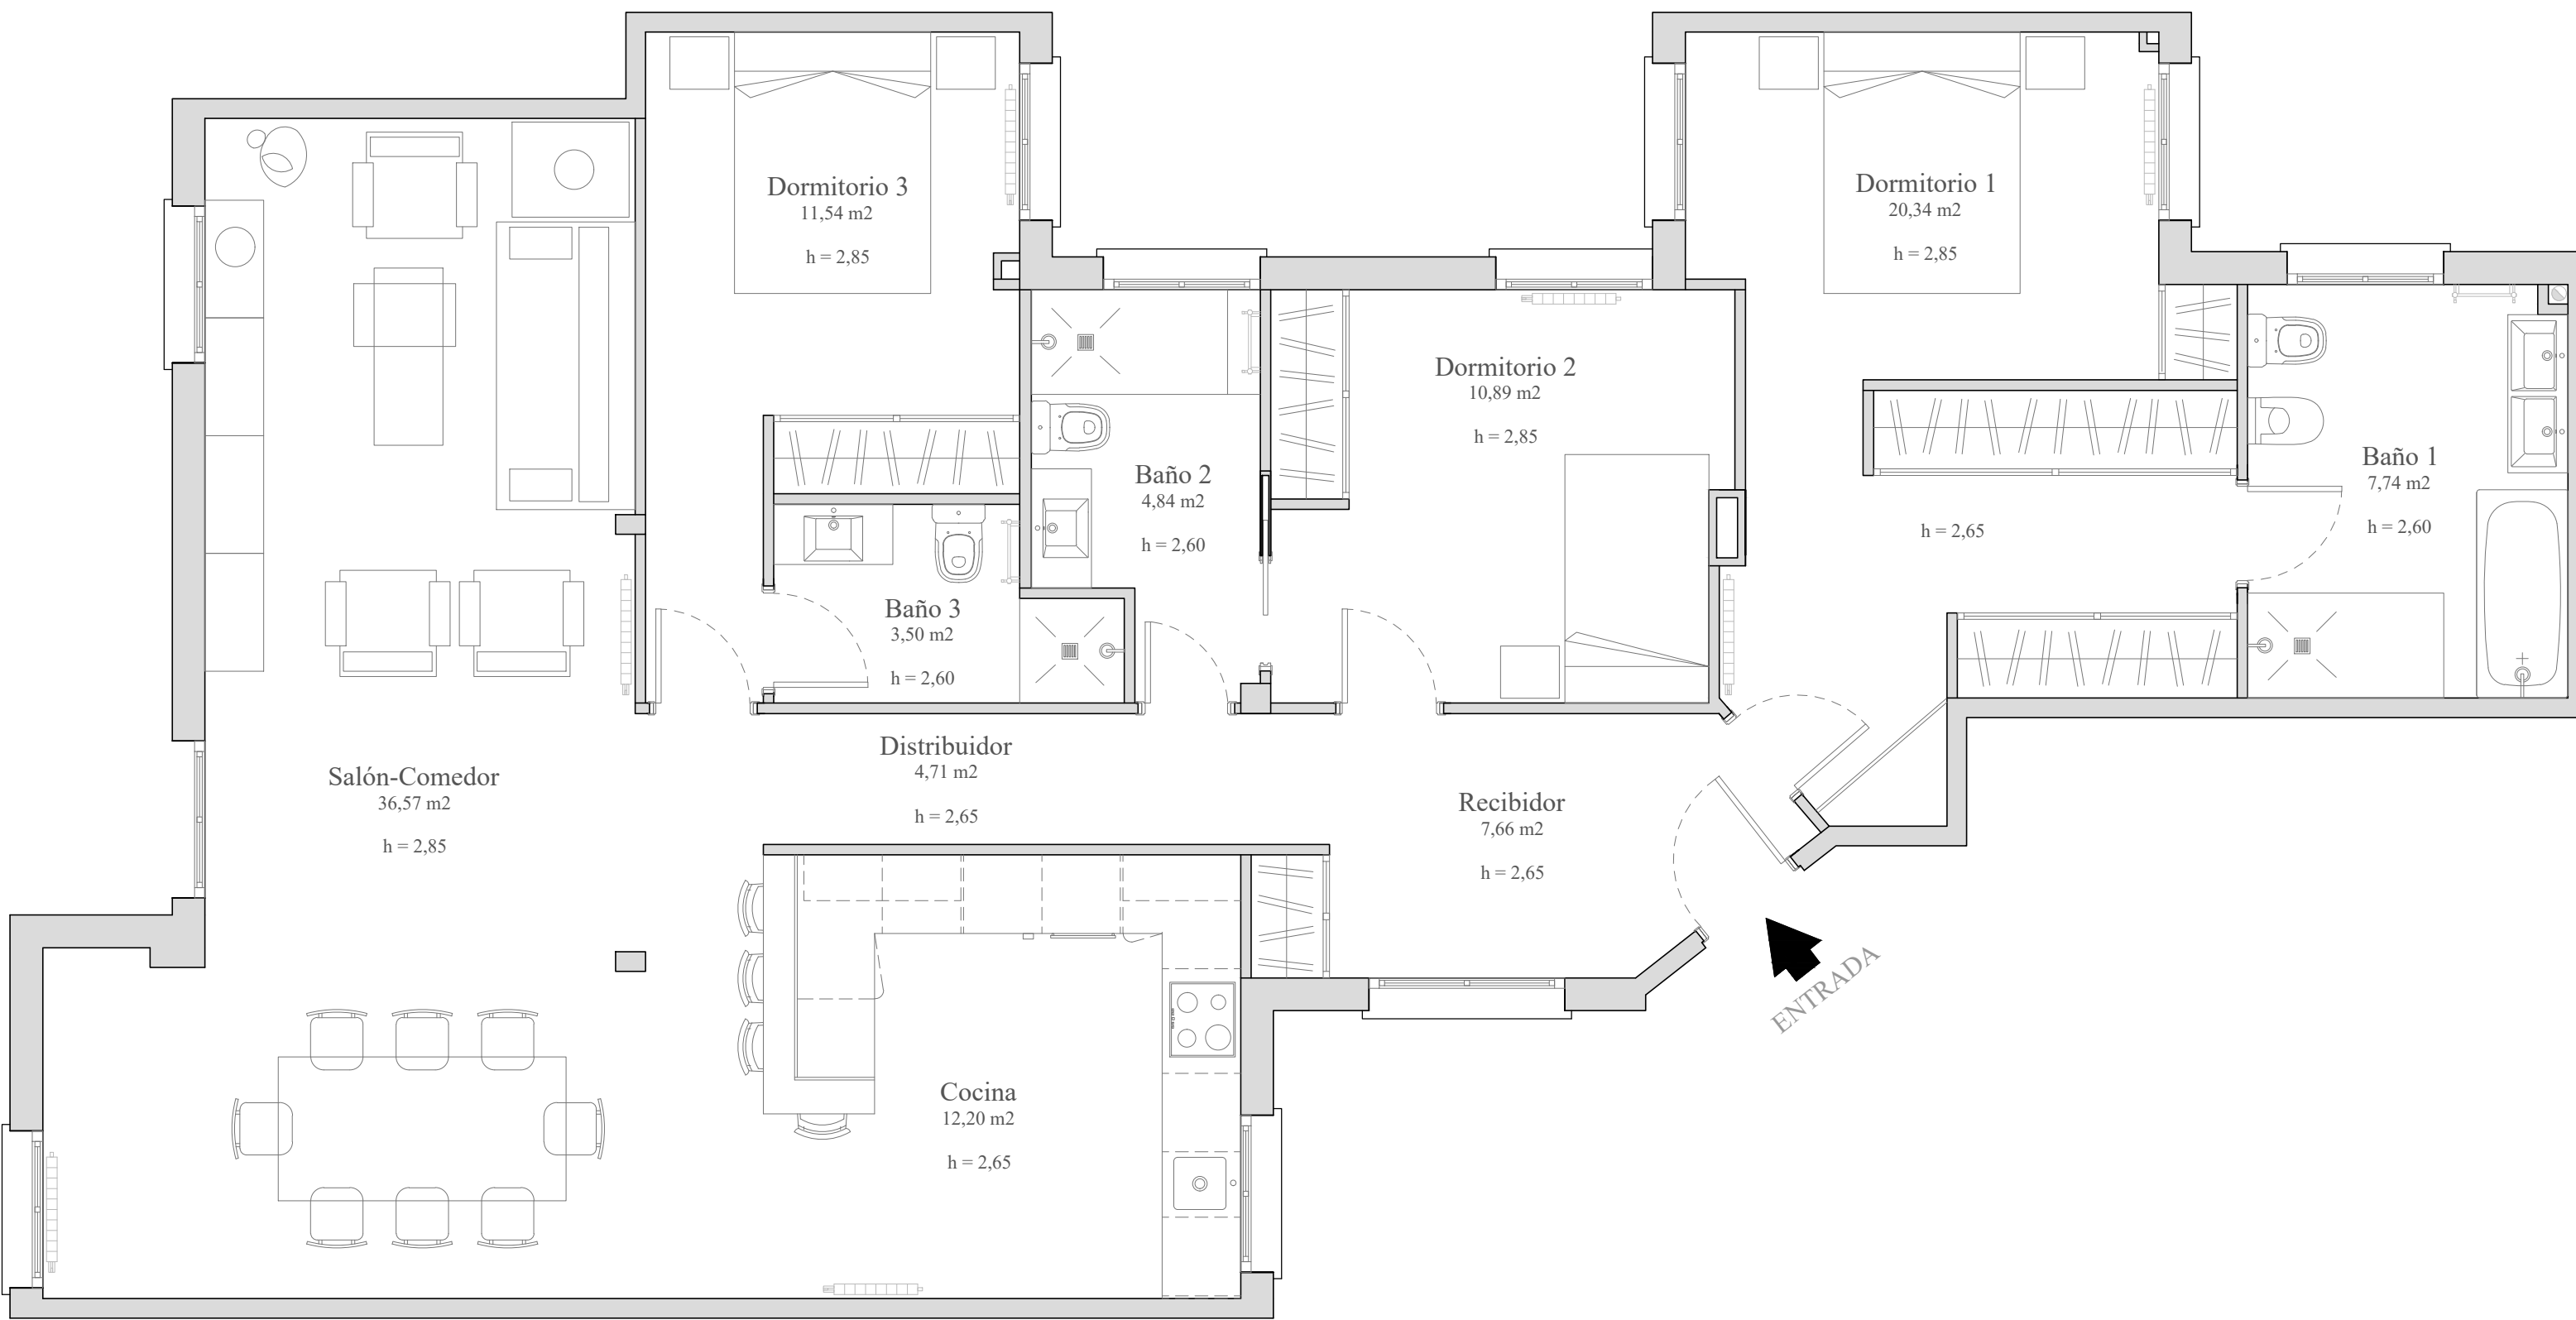 Dormitorio 3
11,54 m2
h = 2,85
Dormitorio 1
20,34 m2
h = 2,85
Dormitorio 2
10,89 m2
h = 2,85
Baño 2
4,84 m2
h = 2,60
Baño 1
7,74 m2
h = 2,60
h = 2,65
Baño 3
3,50 m2
h = 2,60
Distribuidor
4,71 m2
h = 2,65
Salón-Comedor
36,57 m2
h = 2,85
Recibidor
7,66 m2
h = 2,65
ENTRADA
Cocina
12,20 m2
h = 2,65